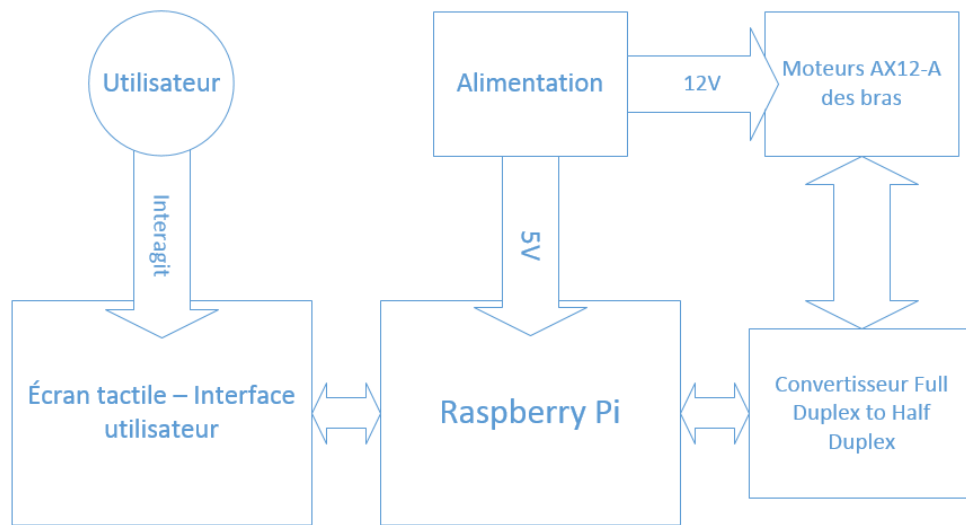 Utilisateur
Alimentation
12V
Moteurs AX12-A
des bras
Interagit
5V
Écran tactile – Interface
utilisateur
Raspberry Pi
Convertisseur Full
Duplex to Half
Duplex